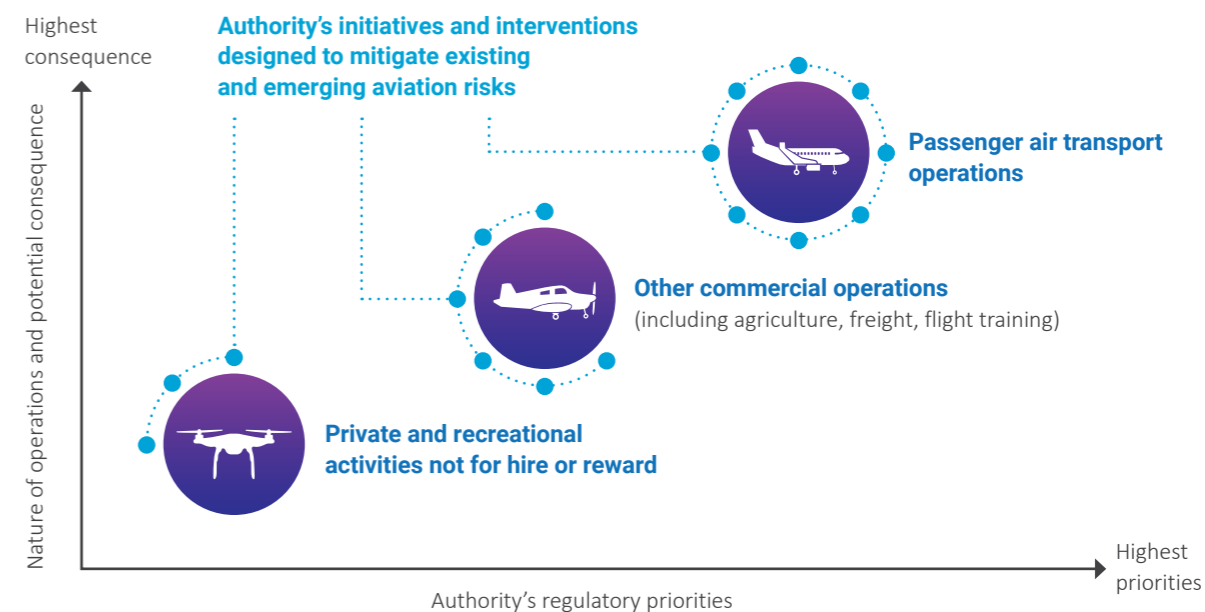 Highest
consequence
Authority’s initiatives and interventions
designed to mitigate existing
and emerging aviation risks
Passenger air transport
operations
Other commercial operations
(including agriculture, freight, flight training)
Private and recreational
activities not for hire or reward
Nature of operations and potential consequence
Highest
priorities
Authority’s regulatory priorities